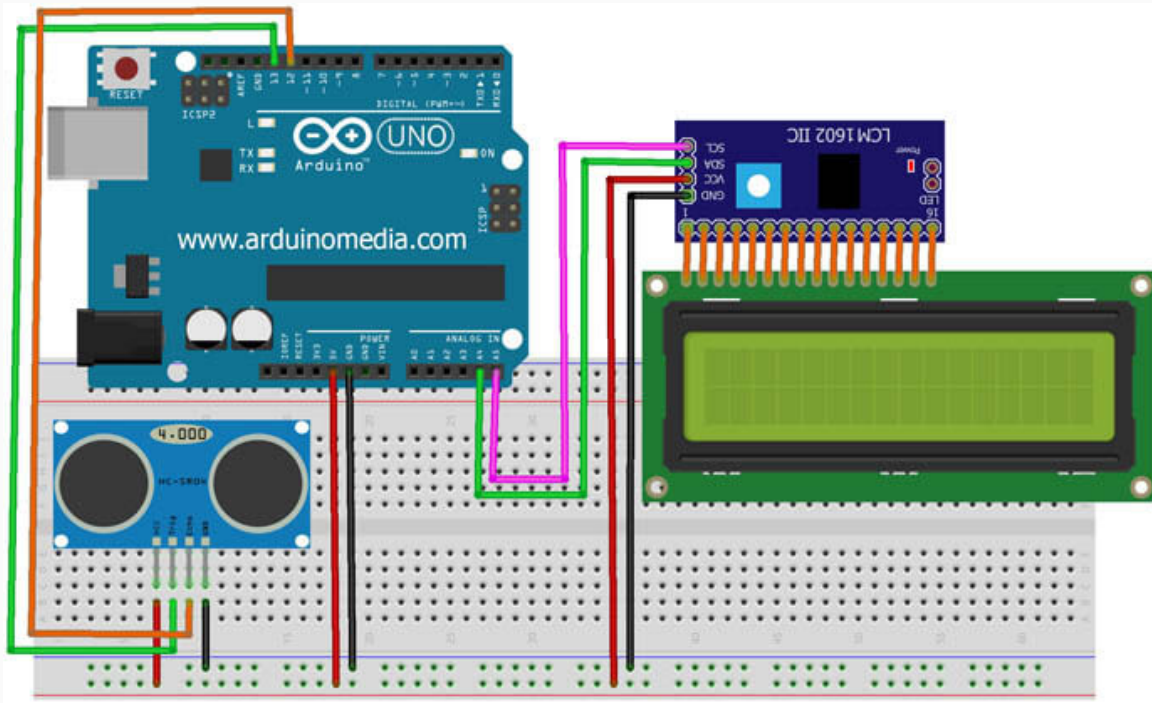 RESET
ICSP2
AREF
GND
13
12
~11
~10
~9
8
7
~6
~5
4
~3
2
TX0▶1
RX0◀0
DIGITAL (PWM=~)
L
TX
RX
UNO
ON
Arduino™
ICSP
1
www.arduinomedia.com
IOREF
RESET
3V3
5V
GND
GND
VIN
POWER
A0
A1
A2
A3
A4
A5
ANALOG IN
LCM1602 IIC
SCL
SDA
VCC
GND
Power
LED
1
16
4.000
HC-SR04
Vcc
Trig
Echo
GND